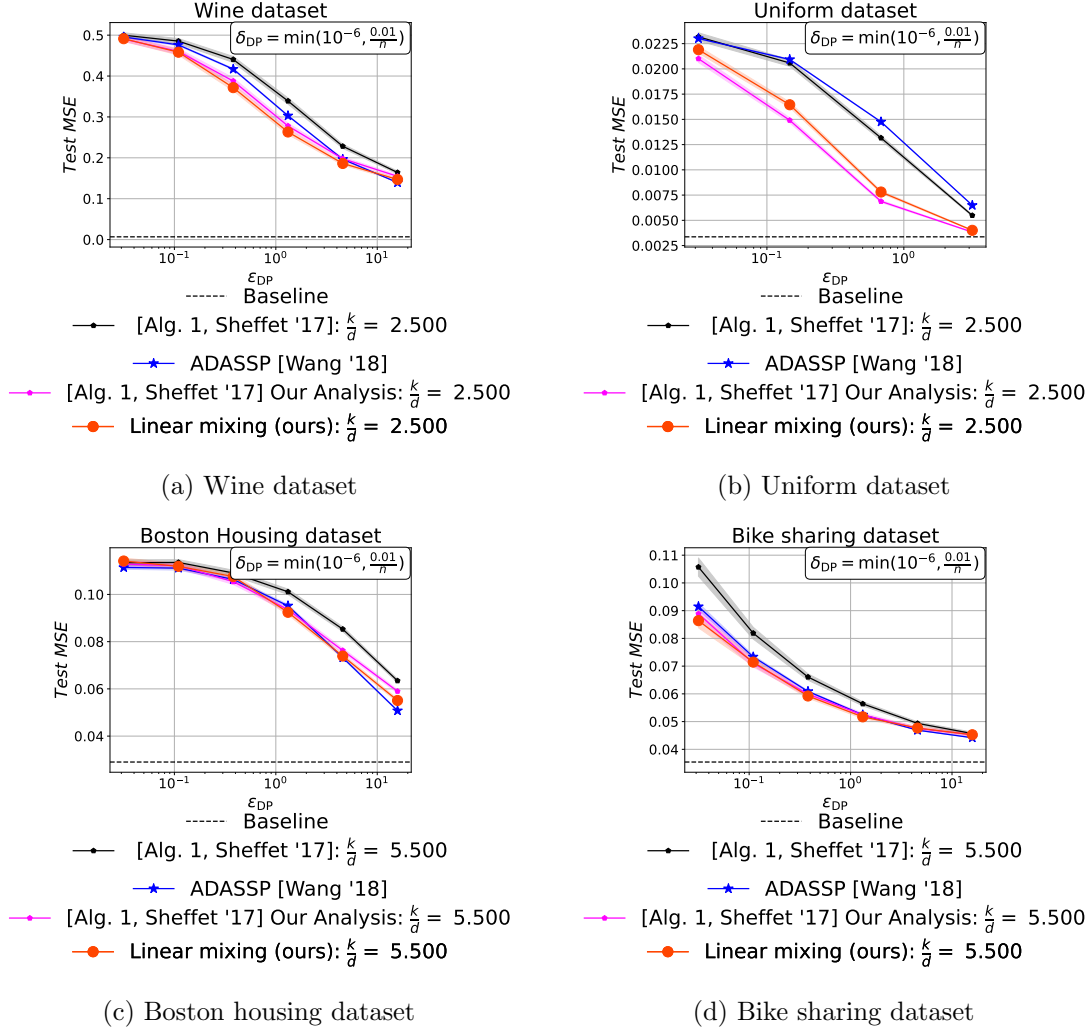 Wine dataset
δ_DP = min(10^−6, 0.01/n)
Test MSE
0.5
0.4
0.3
0.2
0.1
0.0
10^−1
10^0
10^1
ε_DP
Baseline
[Alg. 1, Sheffet '17]: k/d = 2.500
ADASSP [Wang '18]
[Alg. 1, Sheffet '17] Our Analysis: k/d = 2.500
Linear mixing (ours): k/d = 2.500
(a) Wine dataset
Uniform dataset
δ_DP = min(10^−6, 0.01/n)
Test MSE
0.0225
0.0200
0.0175
0.0150
0.0125
0.0100
0.0075
0.0050
0.0025
10^−1
10^0
ε_DP
Baseline
[Alg. 1, Sheffet '17]: k/d = 2.500
ADASSP [Wang '18]
[Alg. 1, Sheffet '17] Our Analysis: k/d = 2.500
Linear mixing (ours): k/d = 2.500
(b) Uniform dataset
Boston Housing dataset
δ_DP = min(10^−6, 0.01/n)
Test MSE
0.10
0.08
0.06
0.04
10^−1
10^0
10^1
ε_DP
Baseline
[Alg. 1, Sheffet '17]: k/d = 5.500
ADASSP [Wang '18]
[Alg. 1, Sheffet '17] Our Analysis: k/d = 5.500
Linear mixing (ours): k/d = 5.500
(c) Boston housing dataset
Bike sharing dataset
δ_DP = min(10^−6, 0.01/n)
Test MSE
0.11
0.10
0.09
0.08
0.07
0.06
0.05
0.04
10^−1
10^0
10^1
ε_DP
Baseline
[Alg. 1, Sheffet '17]: k/d = 5.500
ADASSP [Wang '18]
[Alg. 1, Sheffet '17] Our Analysis: k/d = 5.500
Linear mixing (ours): k/d = 5.500
(d) Bike sharing dataset